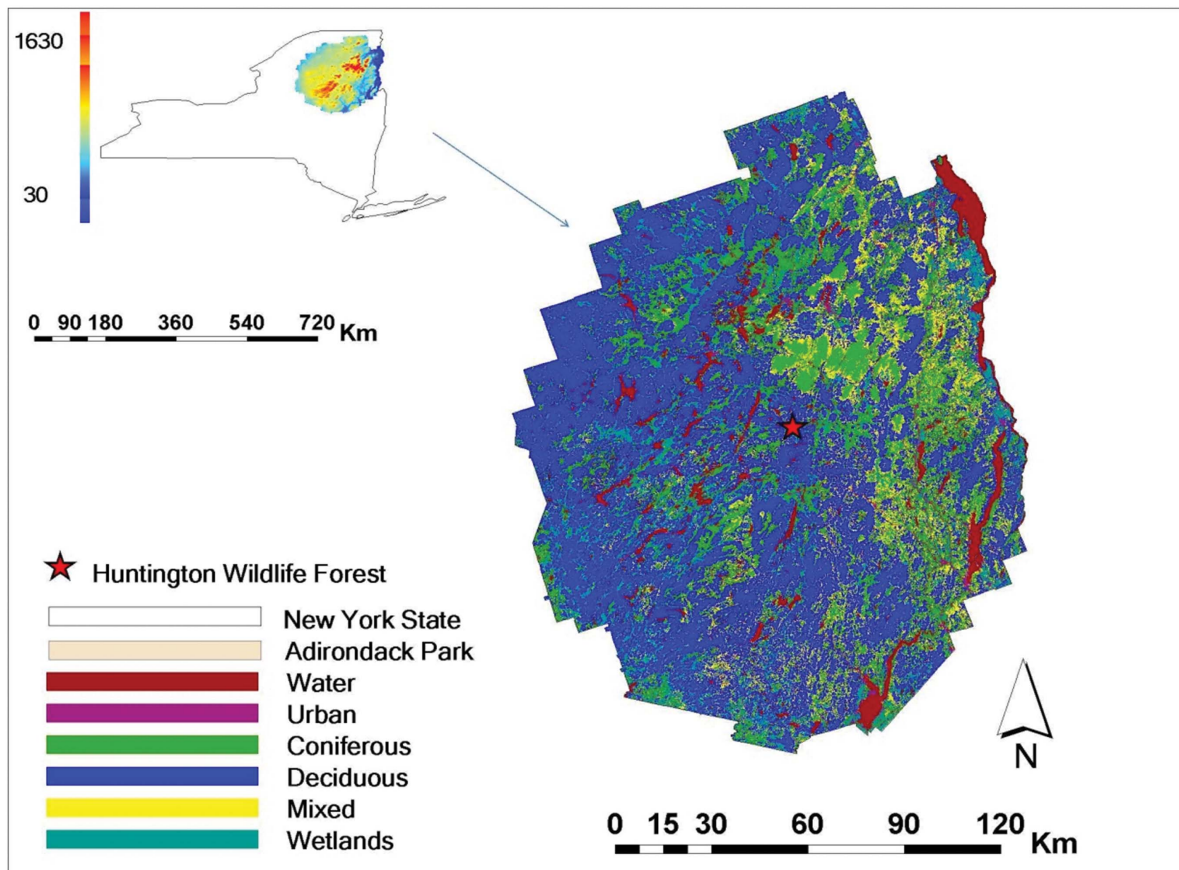 1630
30
0 90 180 360 540 720 Km
Huntington Wildlife Forest
New York State
Adirondack Park
Water
Urban
Coniferous
Deciduous
Mixed
Wetlands
N
0 15 30 60 90 120 Km